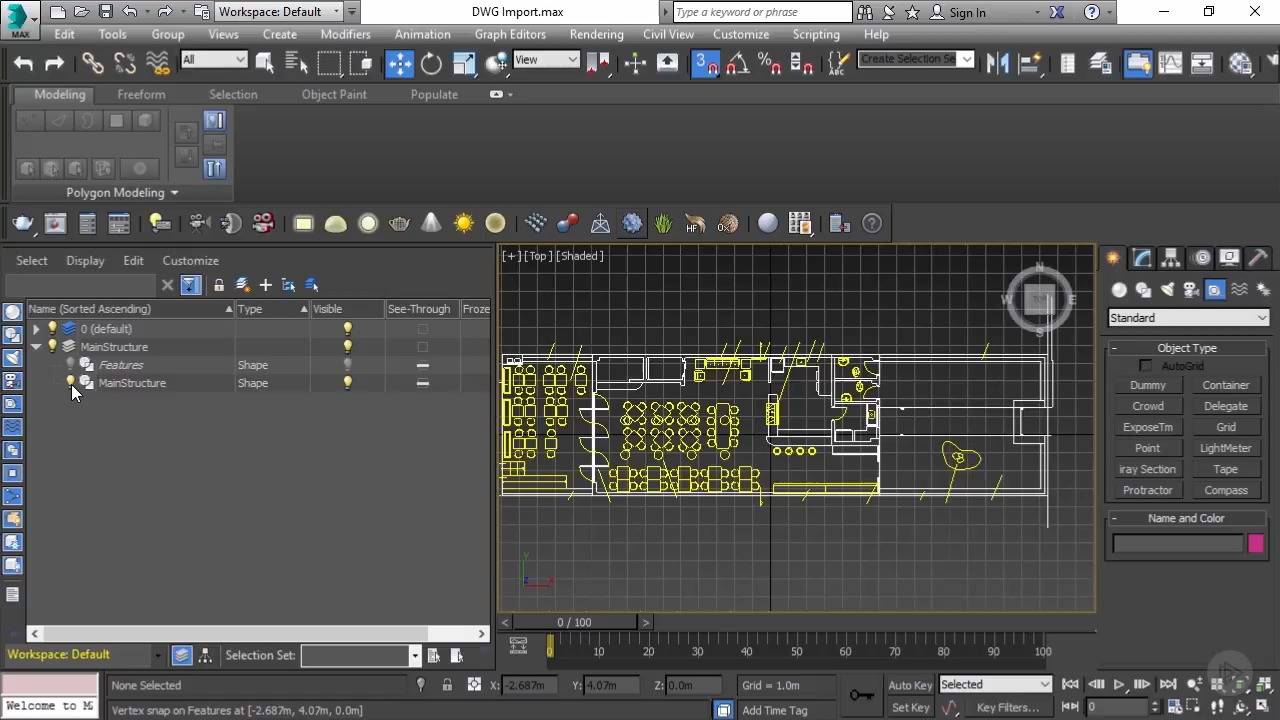 MAX
Workspace: Default
DWG Import.max
Type a keyword or phrase
Sign In
Edit Tools Group Views Create Modifiers Animation Graph Editors Rendering Civil View Customize Scripting Help
All
View
3
Create Selection Se
Modeling Freeform Selection Object Paint Populate
Polygon Modeling
HF
Select Display Edit Customize
Name (Sorted Ascending) Type Visible See-Through Froze
0 (default)
MainStructure
Features Shape
MainStructure Shape
[+] [Top] [Shaded]
N
W TOP E
S
Y
Z X
Standard
Object Type
AutoGrid
Dummy Container
Crowd Delegate
ExposeTm Grid
Point LightMeter
iray Section Tape
Protractor Compass
Name and Color
0 / 100
0 10 20 30 40 50 60 70 80 90 100
Workspace: Default
Selection Set:
None Selected
X: -2.687m Y: 4.07m Z: 0.0m
Grid = 1.0m
Auto Key Selected
Welcome to M
Vertex snap on Features at [-2.687m, 4.07m, 0.0m]
Add Time Tag
Set Key Key Filters...
0